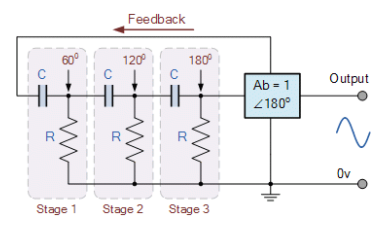 Feedback
60⁰ 120⁰ 180⁰
C C C
Ab = 1
∠180⁰
Output
R R R
0v
Stage 1 Stage 2 Stage 3